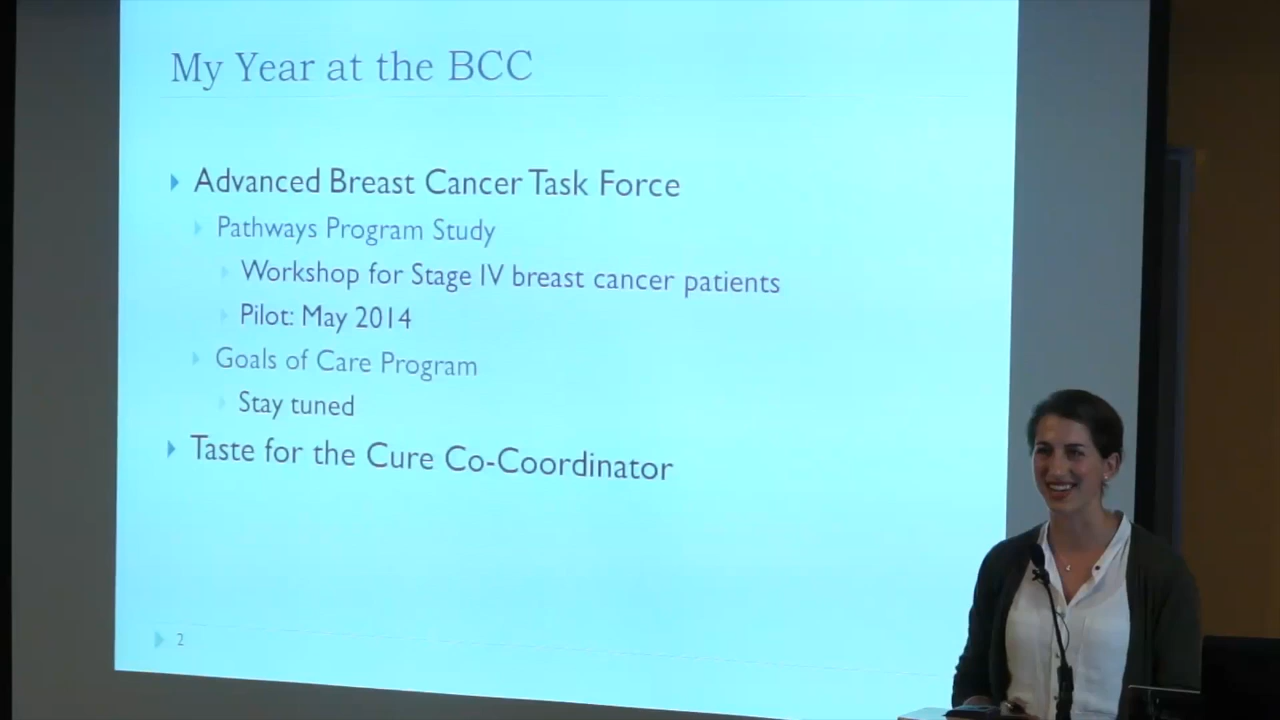 My Year at the BCC
Advanced Breast Cancer Task Force
Pathways Program Study
Workshop for Stage IV breast cancer patients
Pilot: May 2014
Goals of Care Program
Stay tuned
Taste for the Cure Co-Coordinator
2